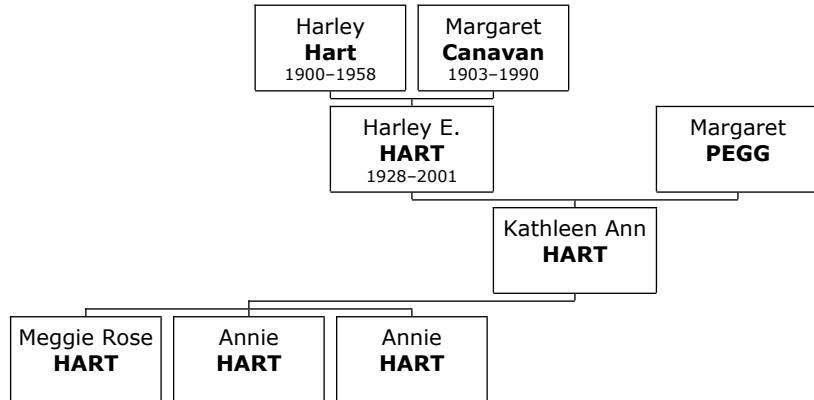 Harley
Hart
1900–1958
Margaret
Canavan
1903–1990
Harley E.
HART
1928–2001
Margaret
PEGG
Kathleen Ann
HART
Meggie Rose
HART
Annie
HART
Annie
HART